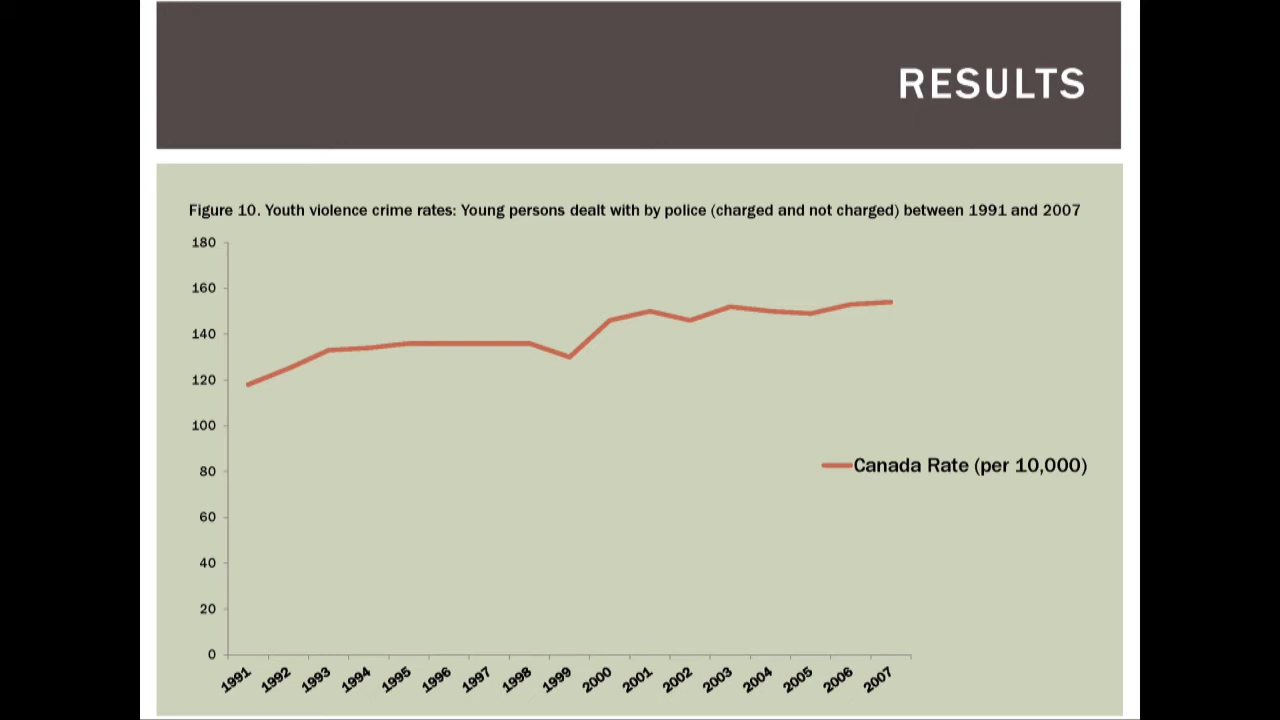 RESULTS
Figure 10. Youth violence crime rates: Young persons dealt with by police (charged and not charged) between 1991 and 2007
180
160
140
120
100
80
60
40
20
0
Canada Rate (per 10,000)
1991 1992 1993 1994 1995 1996 1997 1998 1999 2000 2001 2002 2003 2004 2005 2006 2007